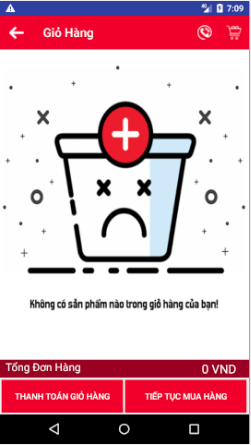 7:09
Giỏ Hàng
Không có sản phẩm nào trong giỏ hàng của bạn!
Tổng Đơn Hàng 0 VND
THANH TOÁN GIỎ HÀNG TIẾP TỤC MUA HÀNG